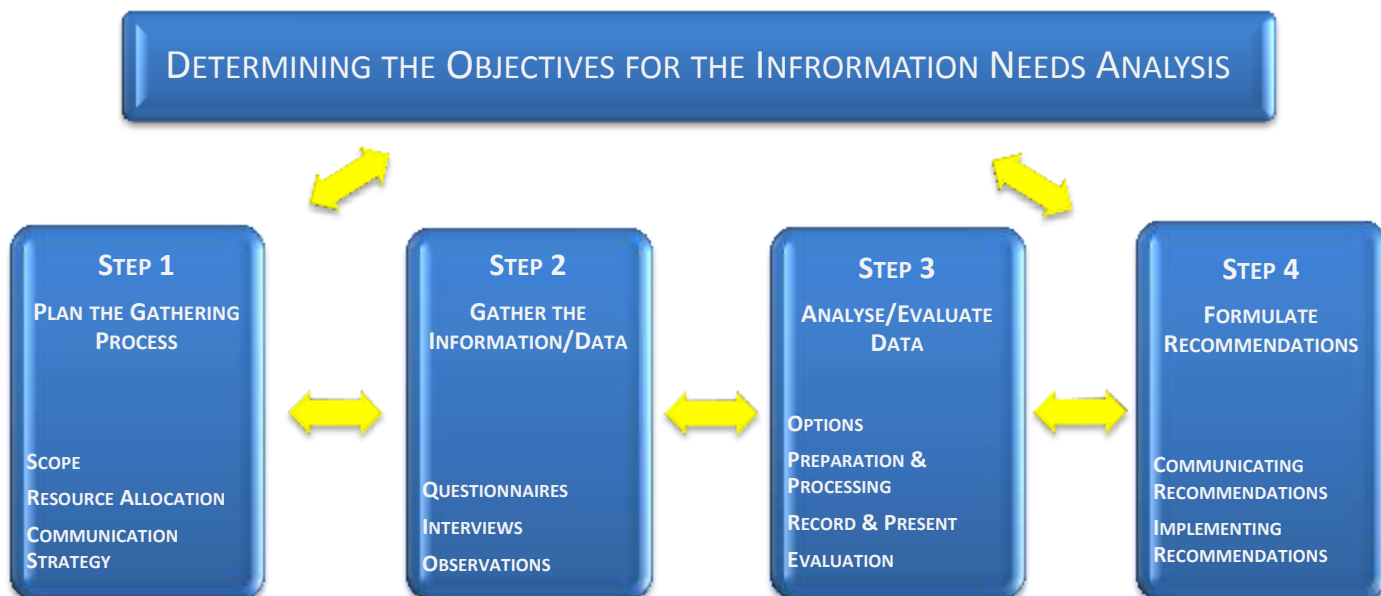 DETERMINING THE OBJECTIVES FOR THE INFRORMATION NEEDS ANALYSIS
STEP 1
PLAN THE GATHERING
PROCESS
SCOPE
RESOURCE ALLOCATION
COMMUNICATION
STRATEGY
STEP 2
GATHER THE
INFORMATION/DATA
QUESTIONNAIRES
INTERVIEWS
OBSERVATIONS
STEP 3
ANALYSE/EVALUATE
DATA
OPTIONS
PREPARATION &
PROCESSING
RECORD & PRESENT
EVALUATION
STEP 4
FORMULATE
RECOMMENDATIONS
COMMUNICATING
RECOMMENDATIONS
IMPLEMENTING
RECOMMENDATIONS